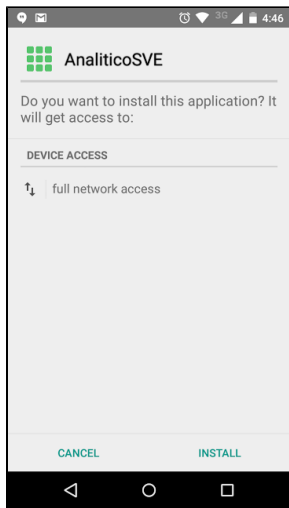 3G 4:46
AnaliticoSVE
Do you want to install this application? It
will get access to:
DEVICE ACCESS
full network access
CANCEL INSTALL